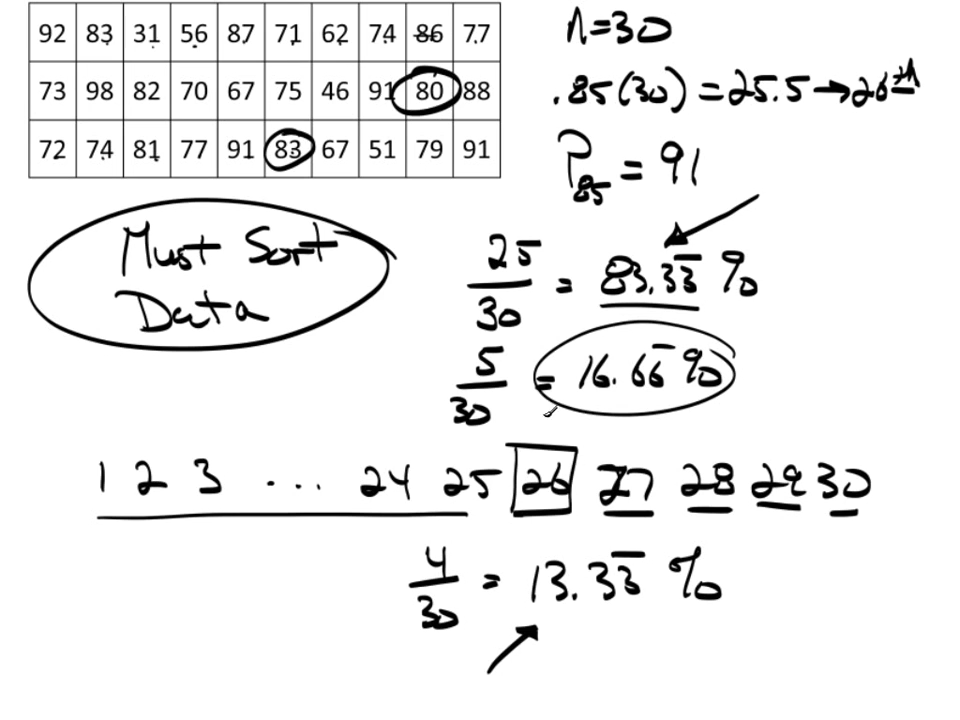 92 83 31 56 87 71 62 74 86 77
73 98 82 70 67 75 46 91 80 88
72 74 81 77 91 83 67 51 79 91
n=30
.85(30) = 25.5 → 26th
P85 = 91
Must Sort
Data
25/30 = 83.33̅ %
5/30 = 16.66̅ %
1 2 3 ... 24 25 26 27 28 29 30
4/30 = 13.33̅ %